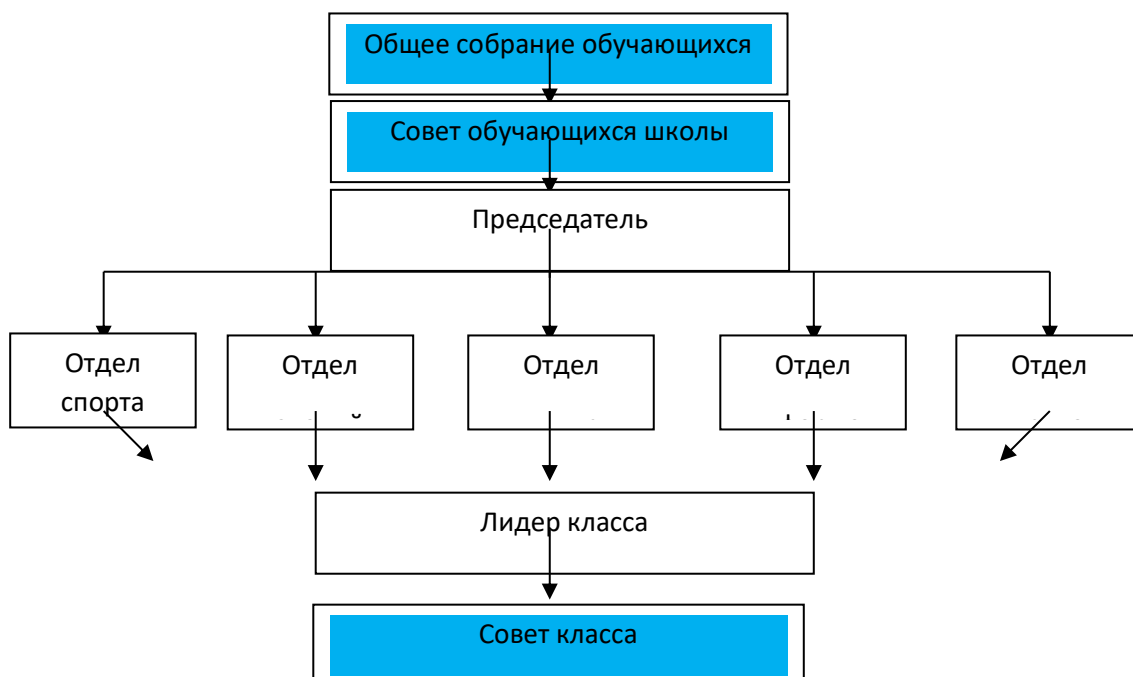 Общее собрание обучающихся
Совет обучающихся школы
Председатель
Отдел
спорта
Отдел
Отдел
Отдел
Отдел
Лидер класса
Совет класса